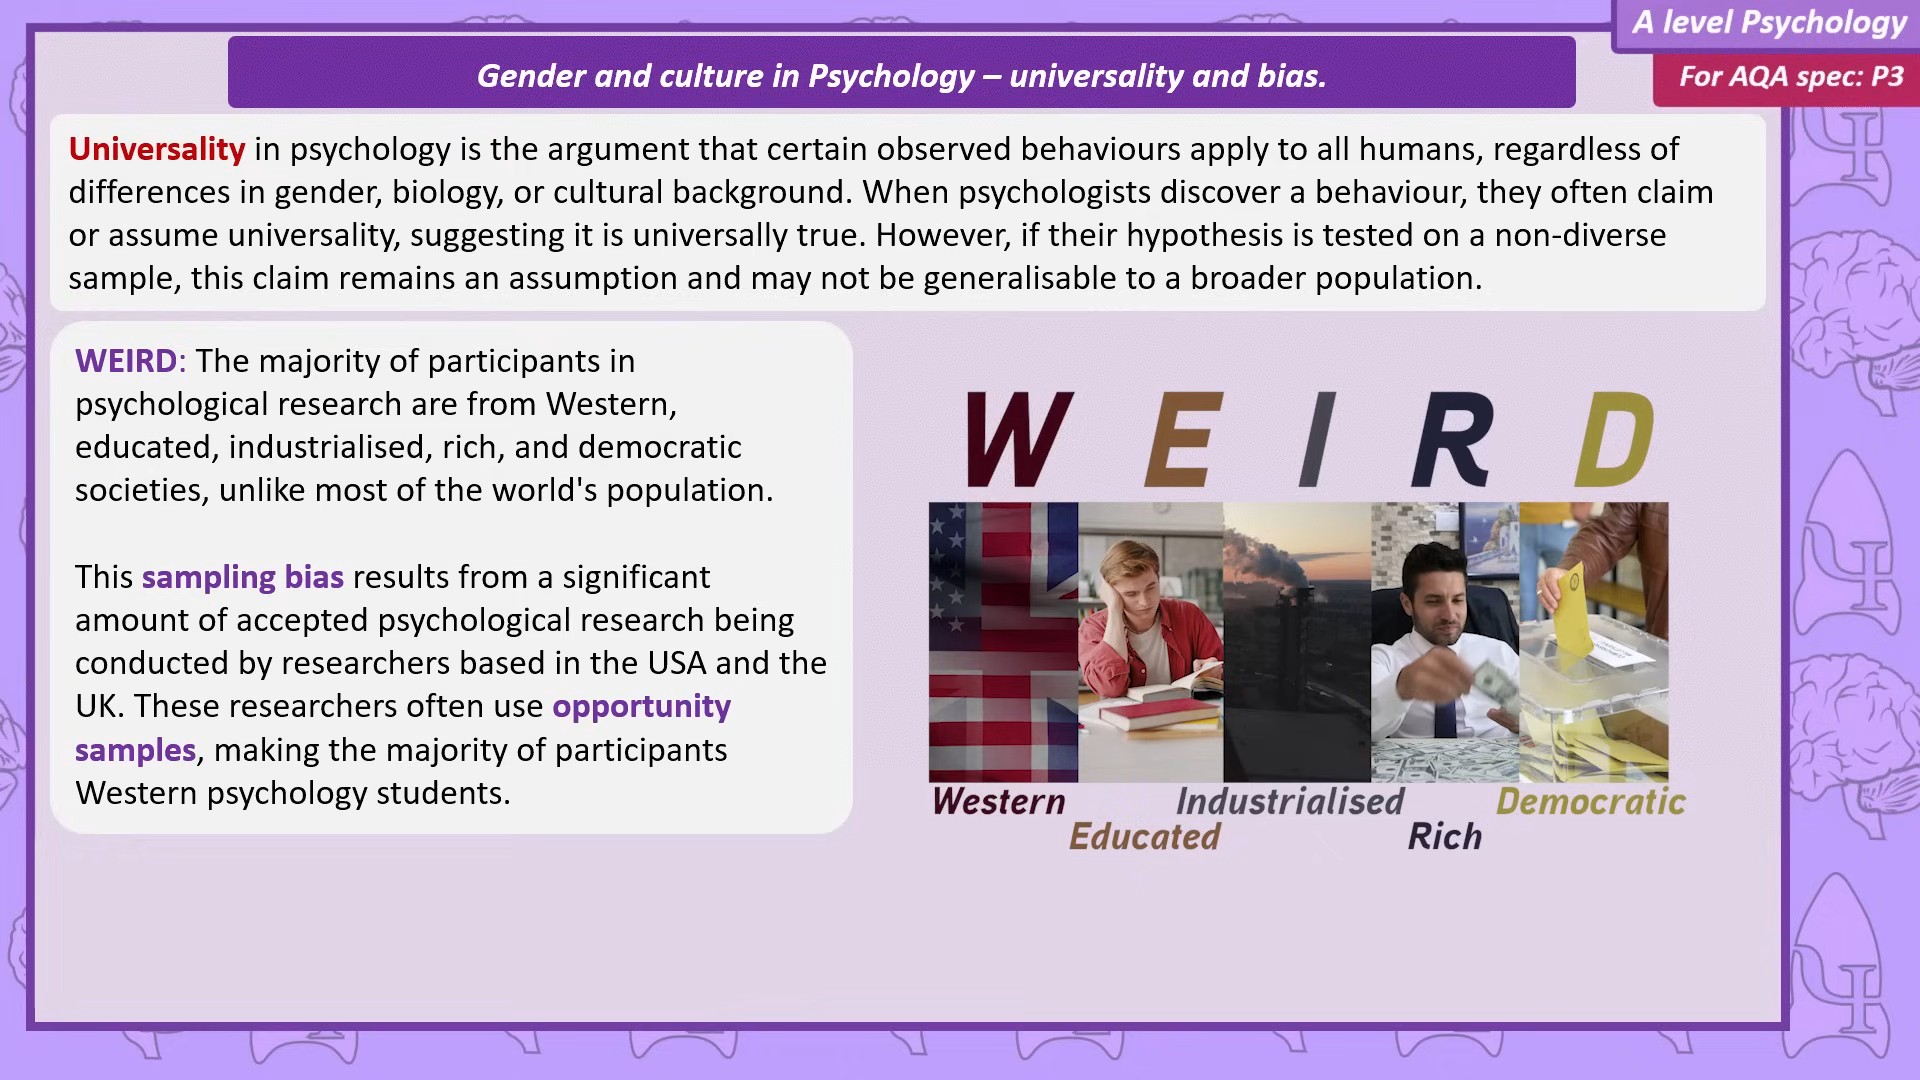 A level Psychology
For AQA spec: P3
Gender and culture in Psychology – universality and bias.
Universality in psychology is the argument that certain observed behaviours apply to all humans, regardless of
differences in gender, biology, or cultural background. When psychologists discover a behaviour, they often claim
or assume universality, suggesting it is universally true. However, if their hypothesis is tested on a non-diverse
sample, this claim remains an assumption and may not be generalisable to a broader population.
WEIRD: The majority of participants in
psychological research are from Western,
educated, industrialised, rich, and democratic
societies, unlike most of the world's population.
This sampling bias results from a significant
amount of accepted psychological research being
conducted by researchers based in the USA and the
UK. These researchers often use opportunity
samples, making the majority of participants
Western psychology students.
W E I R D
Western
Educated
Industrialised
Rich
Democratic